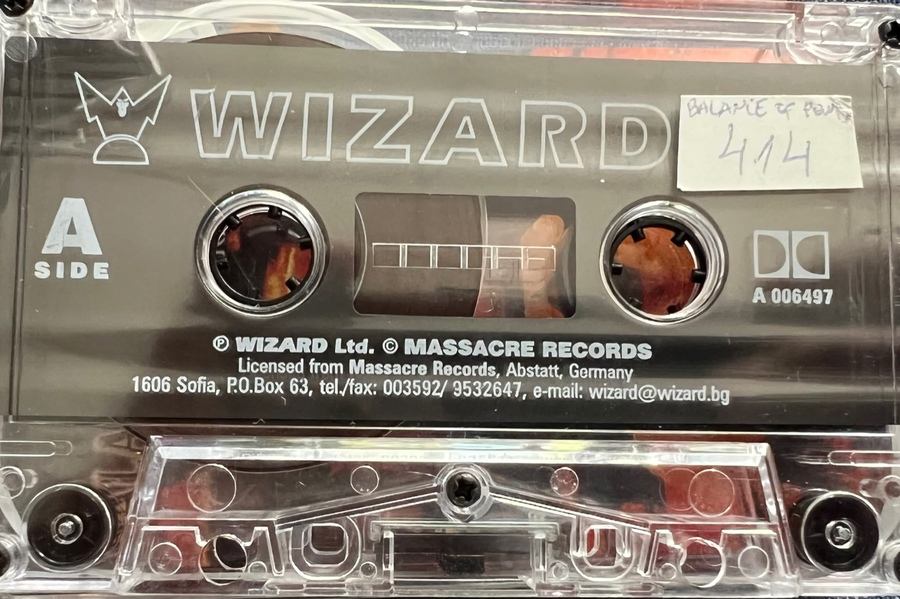 WIZARD
BALANCE OF POWER
414
A
SIDE
A 006497
Ⓟ WIZARD Ltd. © MASSACRE RECORDS
Licensed from Massacre Records, Abstatt, Germany
1606 Sofia, P.O.Box 63, tel./fax: 003592/ 9532647, e-mail: wizard@wizard.bg